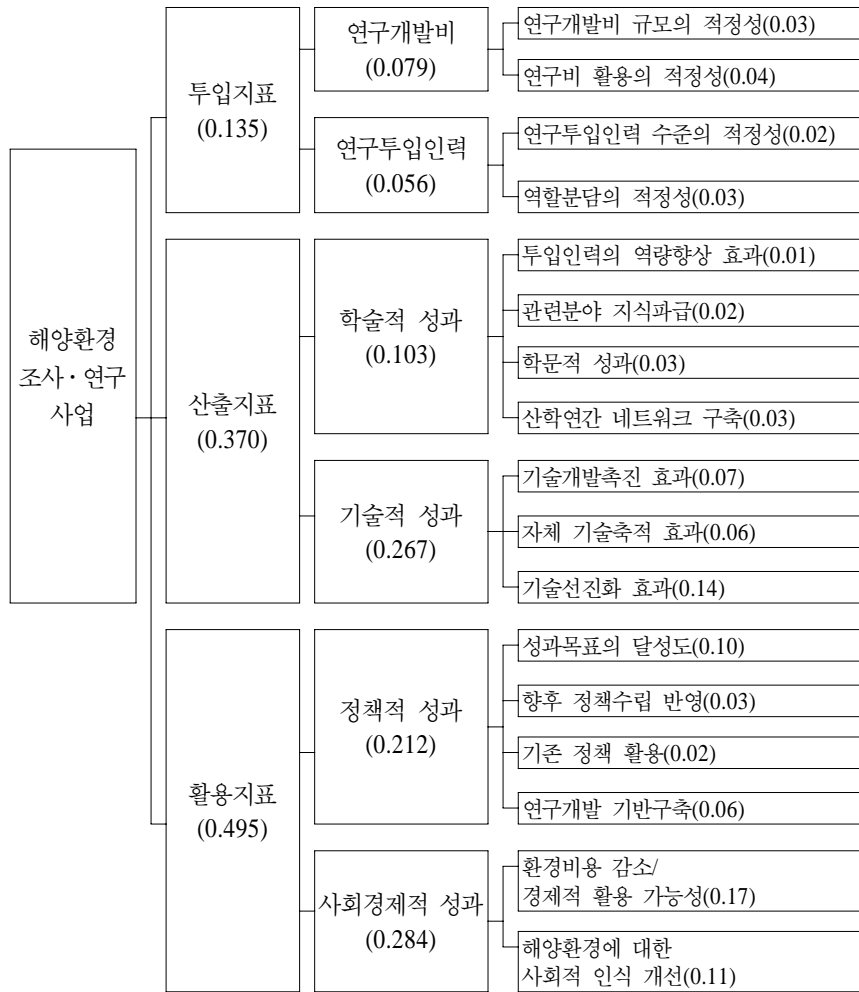 해양환경
조사·연구
사업
투입지표
(0.135)
연구개발비
(0.079)
연구개발비 규모의 적정성(0.03)
연구비 활용의 적정성(0.04)
연구투입인력
(0.056)
연구투입인력 수준의 적정성(0.02)
역할분담의 적정성(0.03)
산출지표
(0.370)
학술적 성과
(0.103)
투입인력의 역량향상 효과(0.01)
관련분야 지식파급(0.02)
학문적 성과(0.03)
산학연간 네트워크 구축(0.03)
기술적 성과
(0.267)
기술개발촉진 효과(0.07)
자체 기술축적 효과(0.06)
기술선진화 효과(0.14)
활용지표
(0.495)
정책적 성과
(0.212)
성과목표의 달성도(0.10)
향후 정책수립 반영(0.03)
기존 정책 활용(0.02)
연구개발 기반구축(0.06)
사회경제적 성과
(0.284)
환경비용 감소/
경제적 활용 가능성(0.17)
해양환경에 대한
사회적 인식 개선(0.11)